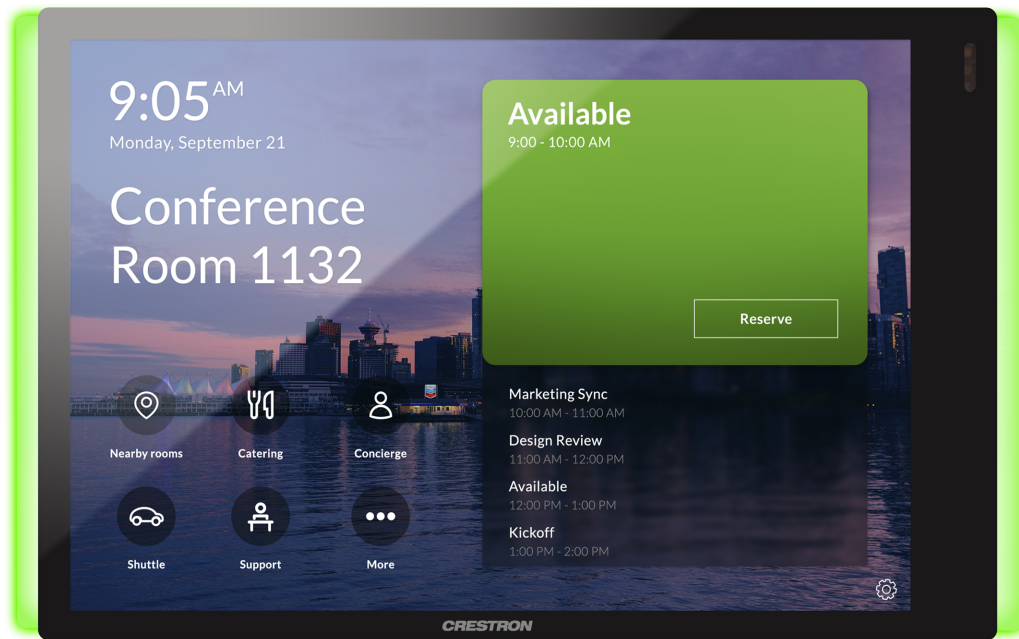 9:05 AM
Monday, September 21
Conference
Room 1132
Nearby rooms
Catering
Concierge
Shuttle
Support
More
Available
9:00 - 10:00 AM
Reserve
Marketing Sync
10:00 AM - 11:00 AM
Design Review
11:00 AM - 12:00 PM
Available
12:00 PM - 1:00 PM
Kickoff
1:00 PM - 2:00 PM
CRESTRON